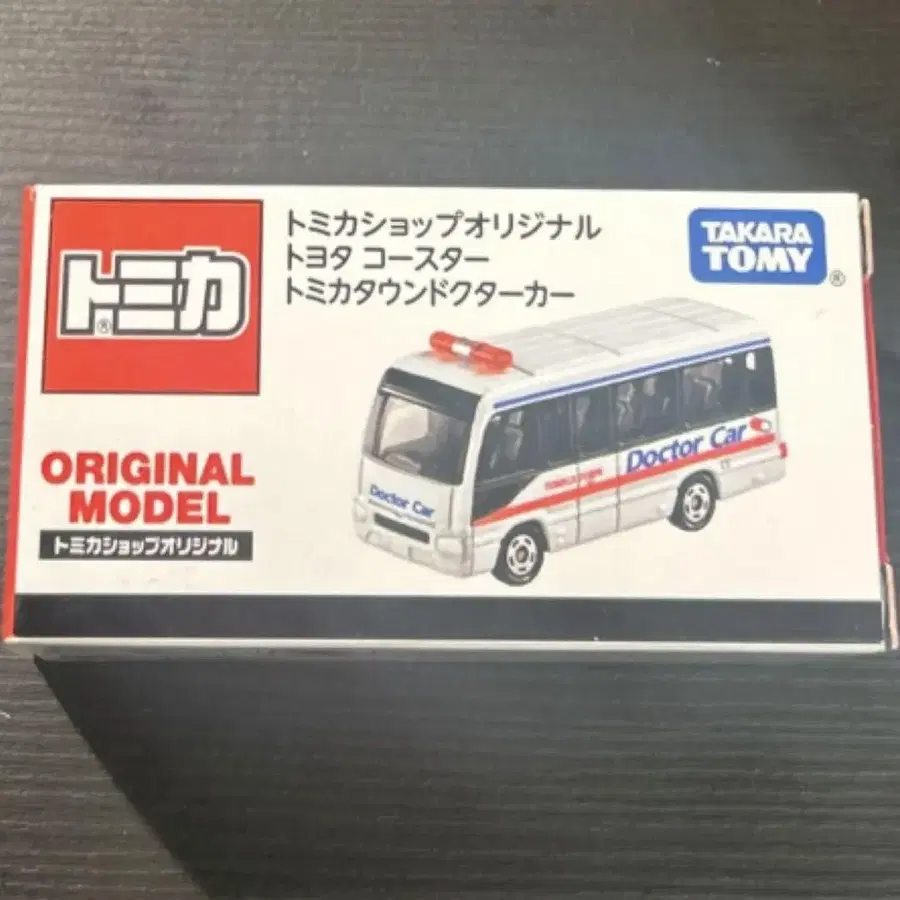 トミカ
トミカショップオリジナル
トヨタ コースター
トミカタウンドクターカー
TAKARA
TOMY
ORIGINAL
MODEL
トミカショップオリジナル
Doctor Car
Doctor Car